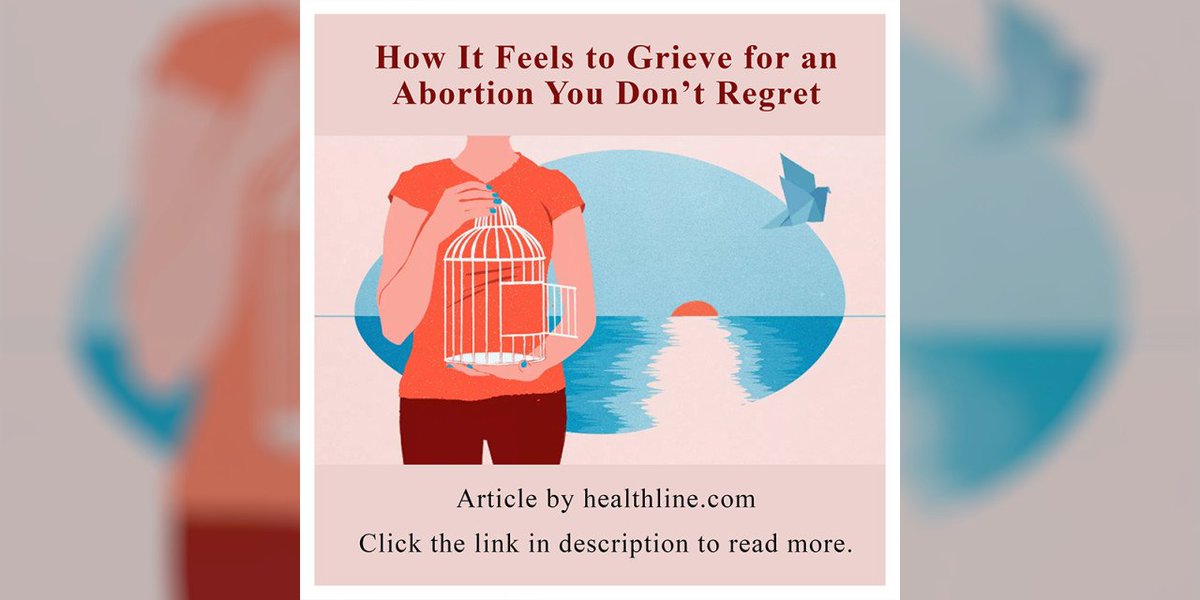 How It Feels to Grieve for an
Abortion You Don’t Regret
Article by healthline.com
Click the link in description to read more.